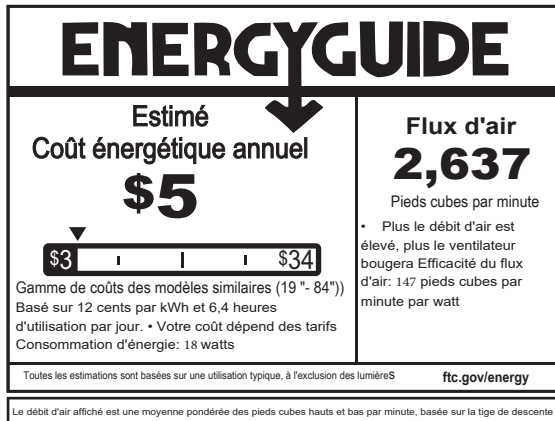 ENERGYGUIDE
Estimé
Coût énergétique annuel
$5
$3 $34
Gamme de coûts des modèles similaires (19 "- 84"))
Basé sur 12 cents par kWh et 6,4 heures
d'utilisation par jour. • Votre coût dépend des tarifs
Consommation d'énergie: 18 watts
Flux d'air
2,637
Pieds cubes par minute
• Plus le débit d'air est
élevé, plus le ventilateur
bougera Efficacité du flux
d'air: 147 pieds cubes par
minute par watt
Toutes les estimations sont basées sur une utilisation typique, à l'exclusion des lumièreS
ftc.gov/energy
Le débit d'air affiché est une moyenne pondérée des pieds cubes hauts et bas par minute, basée sur la tige de descente